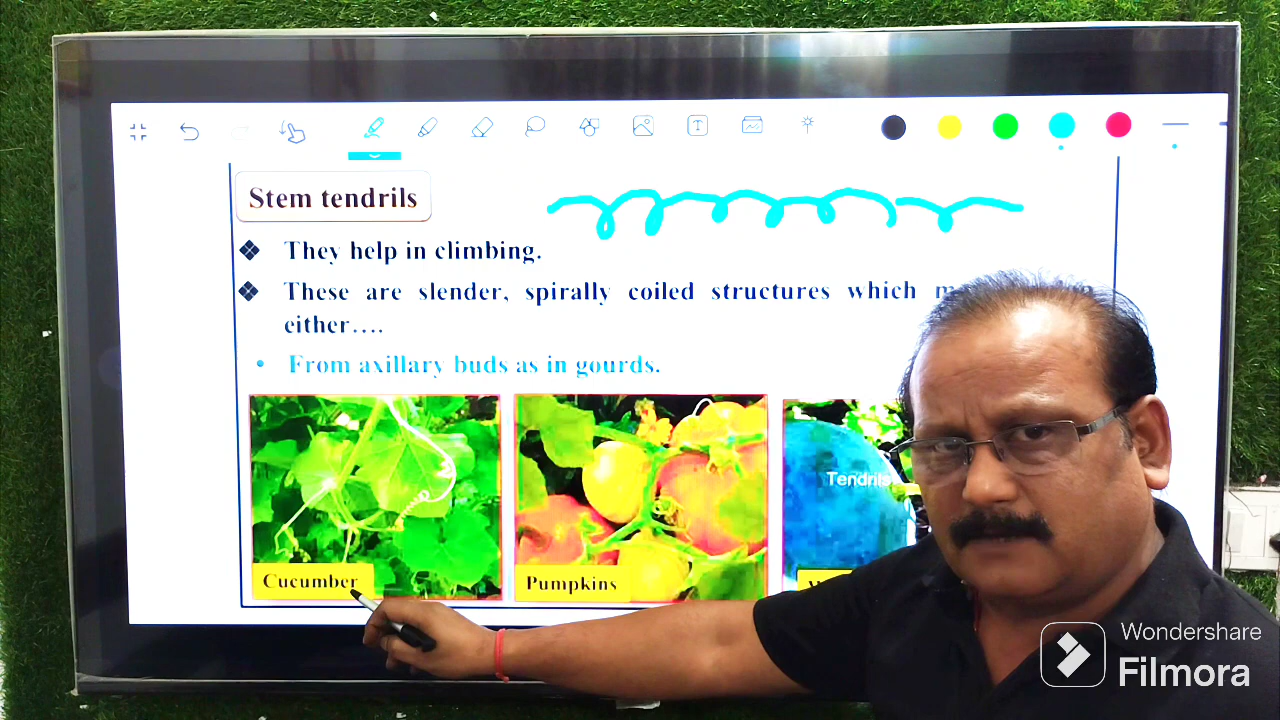 Stem tendrils
They help in climbing.
These are slender, spirally coiled structures which
either....
From axillary buds as in gourds.
Tendrils
Cucumber
Pumpkins
Wondershare
Filmora